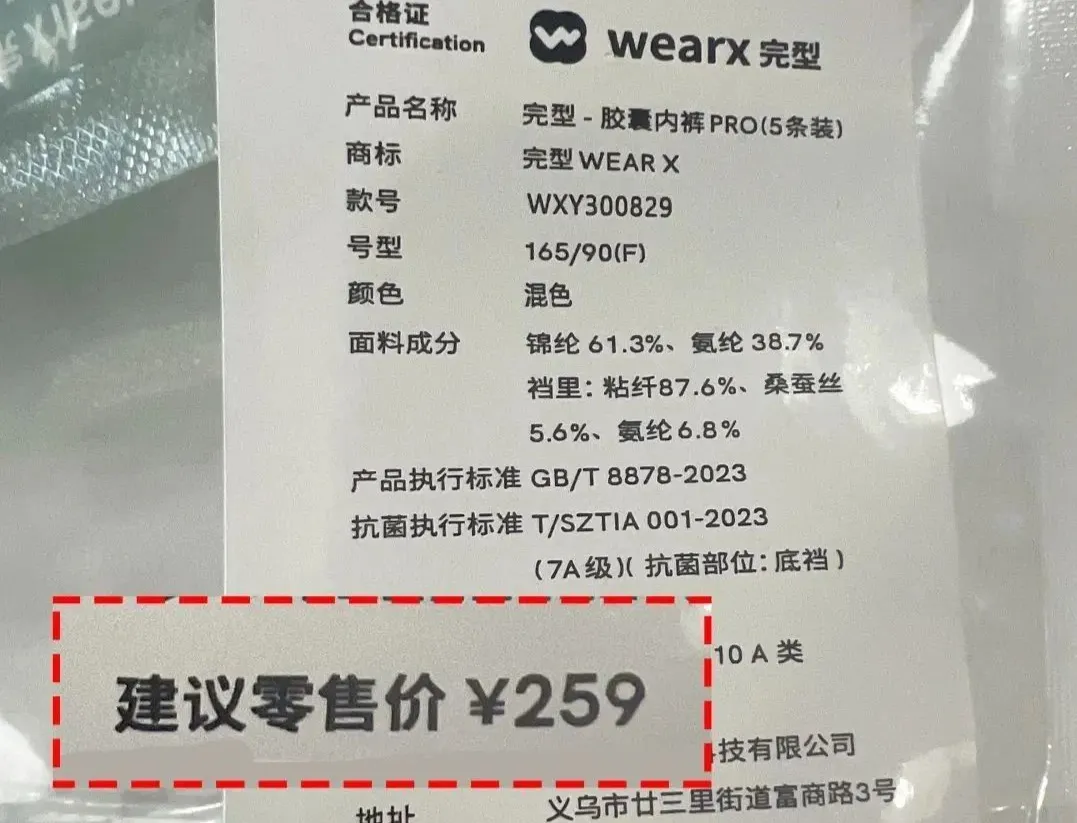 合格证
Certification
wearx 完型
产品名称 完型 - 胶囊内裤PRO(5条装)
商标 完型 WEAR X
款号 WXY300829
号型 165/90(F)
颜色 混色
面料成分 锦纶 61.3%、氨纶 38.7%
裆里：粘纤87.6%、桑蚕丝
5.6%、氨纶 6.8%
产品执行标准 GB/T 8878-2023
抗菌执行标准 T/SZTIA 001-2023
(7A级)( 抗菌部位：底裆 )
10 A 类
建议零售价 ¥259
技有限公司
地址 义乌市廿三里街道富商路3号